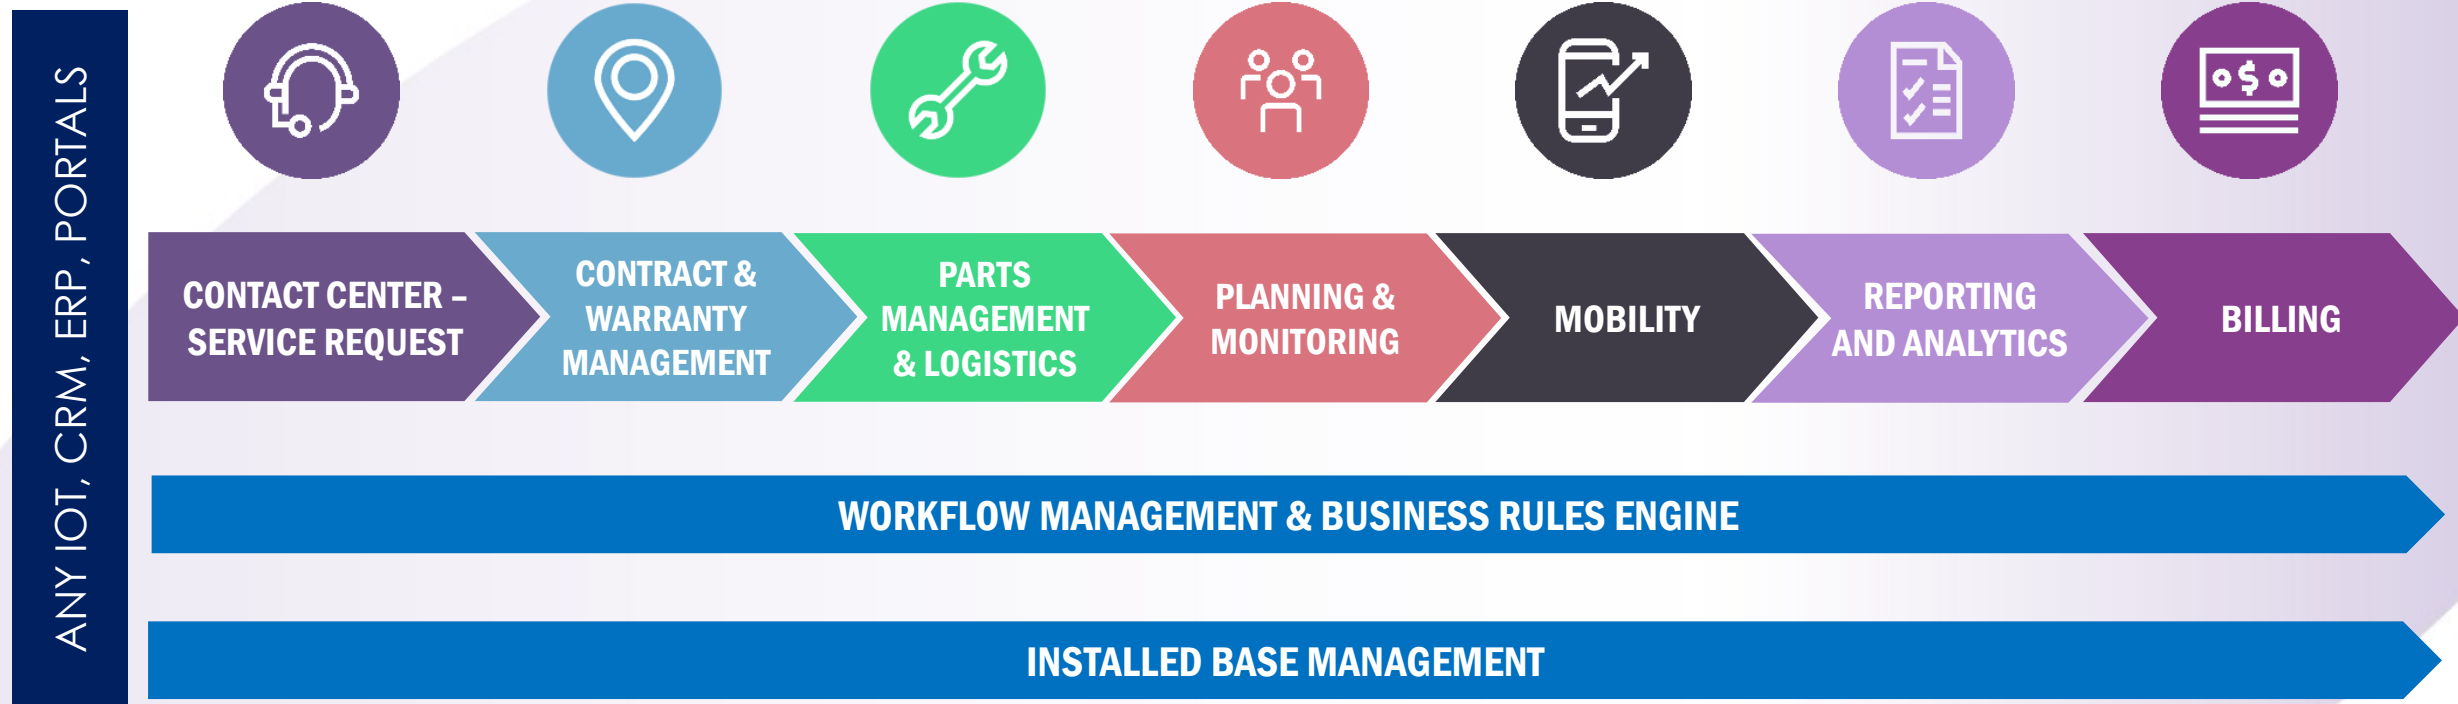 ANY IOT, CRM, ERP, PORTALS
$
CONTACT CENTER –
SERVICE REQUEST
CONTRACT &
WARRANTY
MANAGEMENT
PARTS
MANAGEMENT
& LOGISTICS
PLANNING &
MONITORING
MOBILITY
REPORTING
AND ANALYTICS
BILLING
WORKFLOW MANAGEMENT & BUSINESS RULES ENGINE
INSTALLED BASE MANAGEMENT